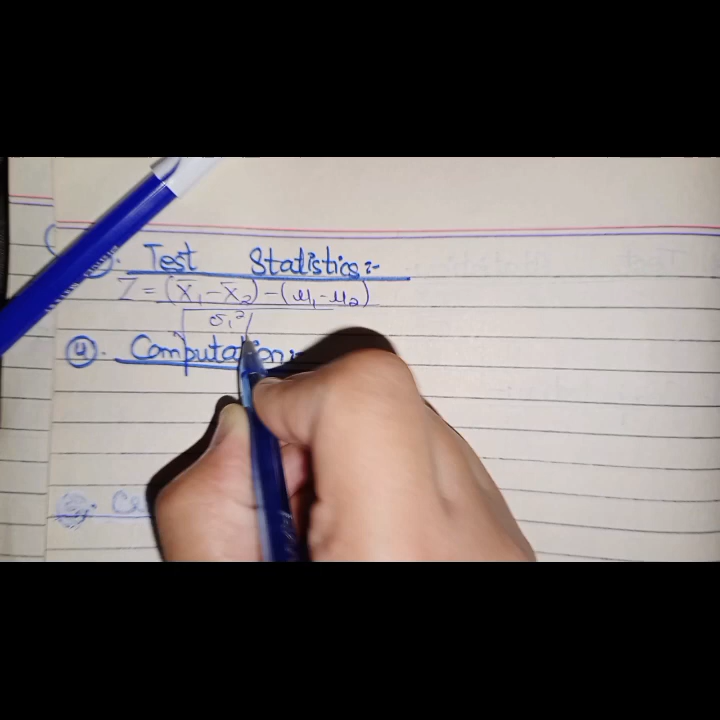 Test Statistics:-
Z = (X̄₁-X̄₂)-(μ₁-μ₂)
σ₁²/
④. Computation:-